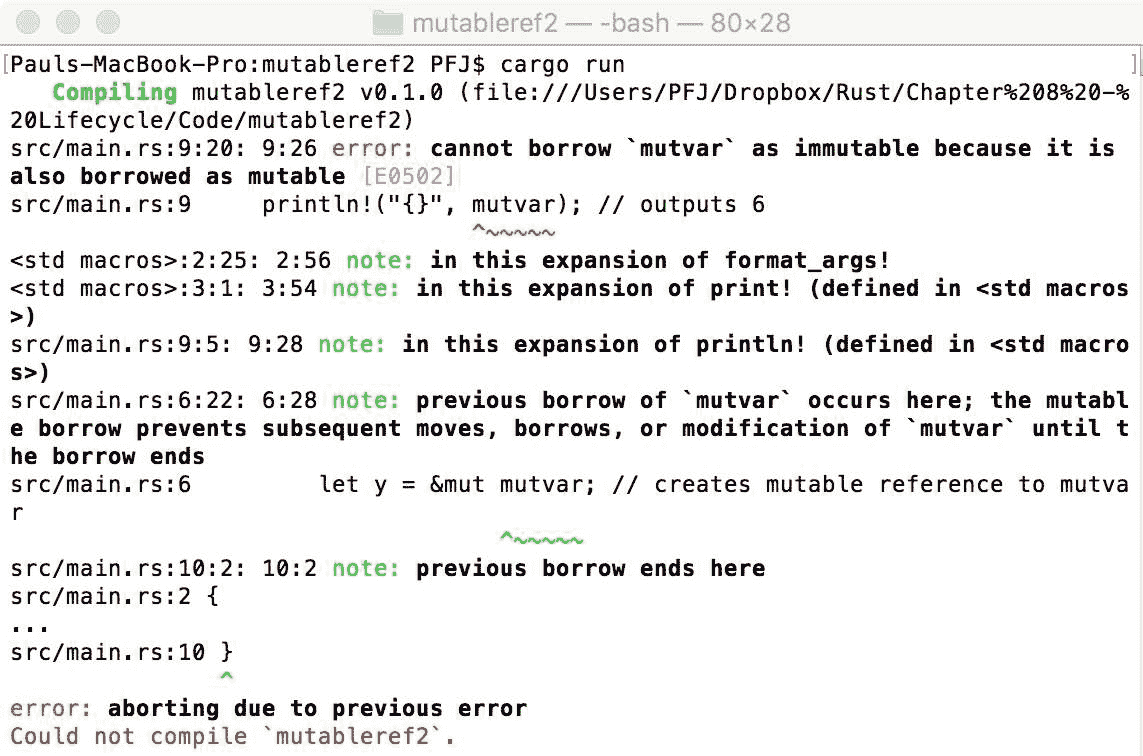 mutableref2 — -bash — 80×28
[Pauls-MacBook-Pro:mutableref2 PFJ$ cargo run ]
Compiling mutableref2 v0.1.0 (file:///Users/PFJ/Dropbox/Rust/Chapter%208%20-%
20Lifecycle/Code/mutableref2)
src/main.rs:9:20: 9:26 error: cannot borrow `mutvar` as immutable because it is
also borrowed as mutable [E0502]
src/main.rs:9     println!("{}", mutvar); // outputs 6
^~~~~~
<std macros>:2:25: 2:56 note: in this expansion of format_args!
<std macros>:3:1: 3:54 note: in this expansion of print! (defined in <std macros
>)
src/main.rs:9:5: 9:28 note: in this expansion of println! (defined in <std macro
s>)
src/main.rs:6:22: 6:28 note: previous borrow of `mutvar` occurs here; the mutabl
e borrow prevents subsequent moves, borrows, or modification of `mutvar` until t
he borrow ends
src/main.rs:6         let y = &mut mutvar; // creates mutable reference to mutva
r
^~~~~~
src/main.rs:10:2: 10:2 note: previous borrow ends here
src/main.rs:2 {
...
src/main.rs:10 }
^
error: aborting due to previous error
Could not compile `mutableref2`.